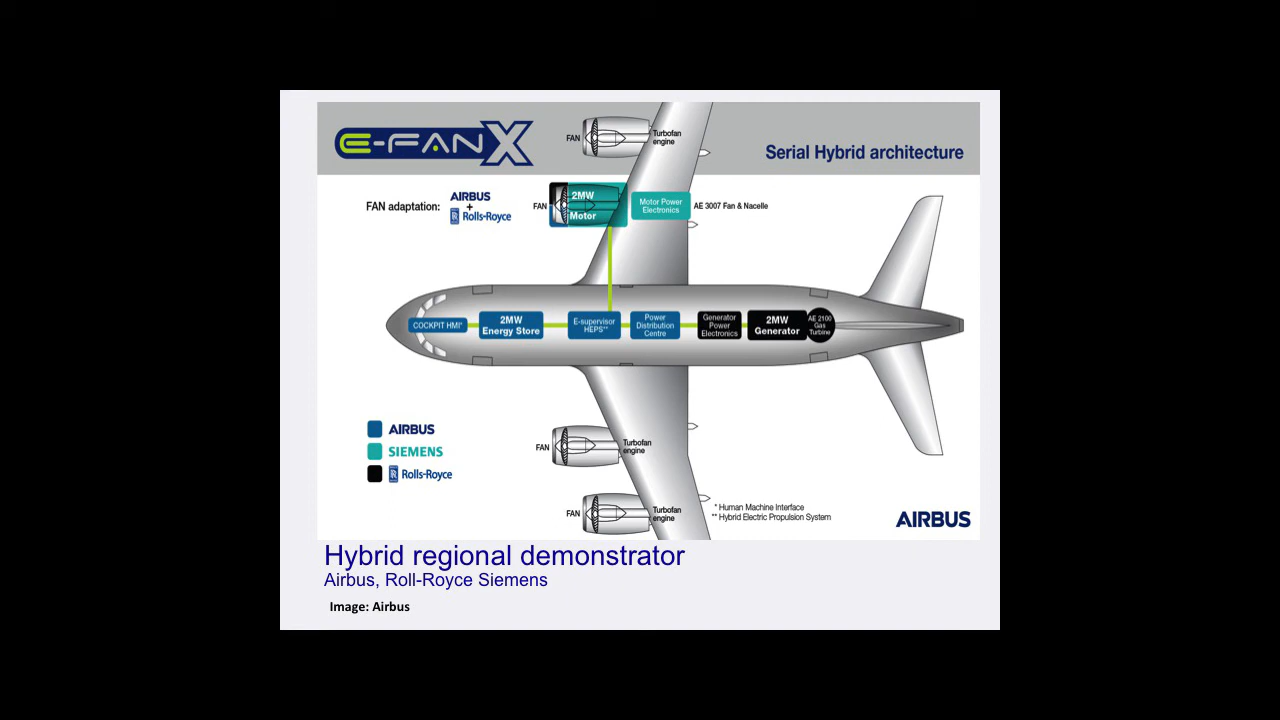 E-FAN X
Serial Hybrid architecture
FAN
Turbofan
engine
FAN adaptation:
AIRBUS
+
Rolls-Royce
FAN
2MW
Motor
Motor Power
Electronics
AE 3007 Fan & Nacelle
COCKPIT HMI*
2MW
Energy Store
E-supervisor
HEPS**
Power
Distribution
Centre
Generator
Power
Electronics
2MW
Generator
AE 2100
Gas
Turbine
AIRBUS
SIEMENS
Rolls-Royce
FAN
Turbofan
engine
FAN
Turbofan
engine
* Human Machine Interface
** Hybrid Electric Propulsion System
AIRBUS
Hybrid regional demonstrator
Airbus, Roll-Royce Siemens
Image: Airbus